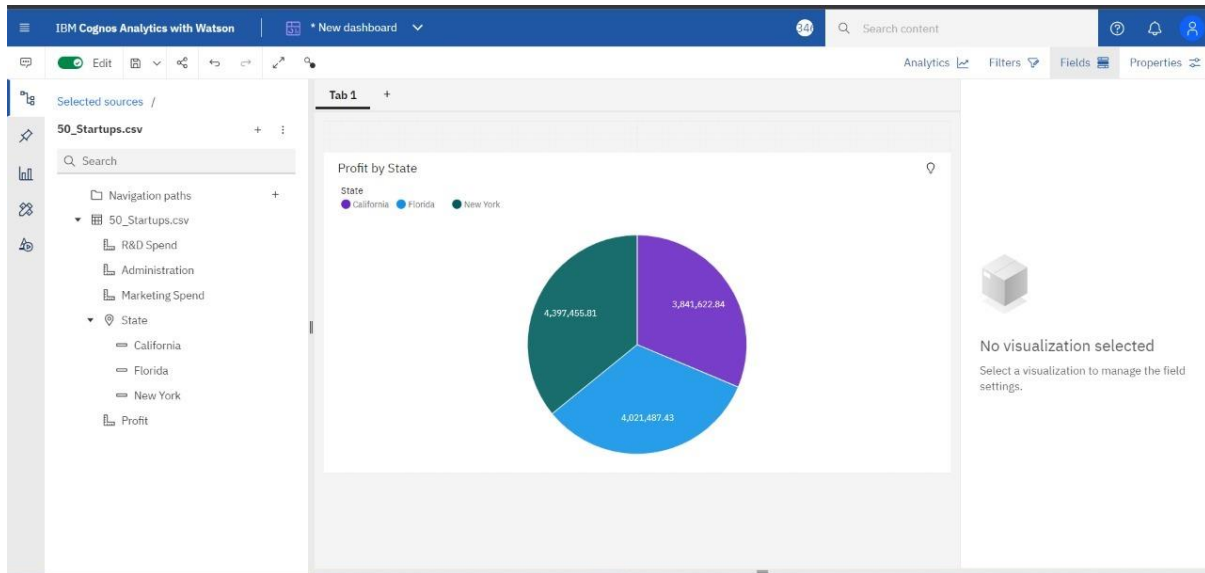 IBM Cognos Analytics with Watson
* New dashboard
Search content
Edit
Analytics
Filters
Fields
Properties
Selected sources /
50_Startups.csv
Search
Navigation paths
50_Startups.csv
R&D Spend
Administration
Marketing Spend
State
California
Florida
New York
Profit
Tab 1
Profit by State
State
California Florida New York
4,397,455.81
3,841,622.84
4,021,487.43
No visualization selected
Select a visualization to manage the field
settings.